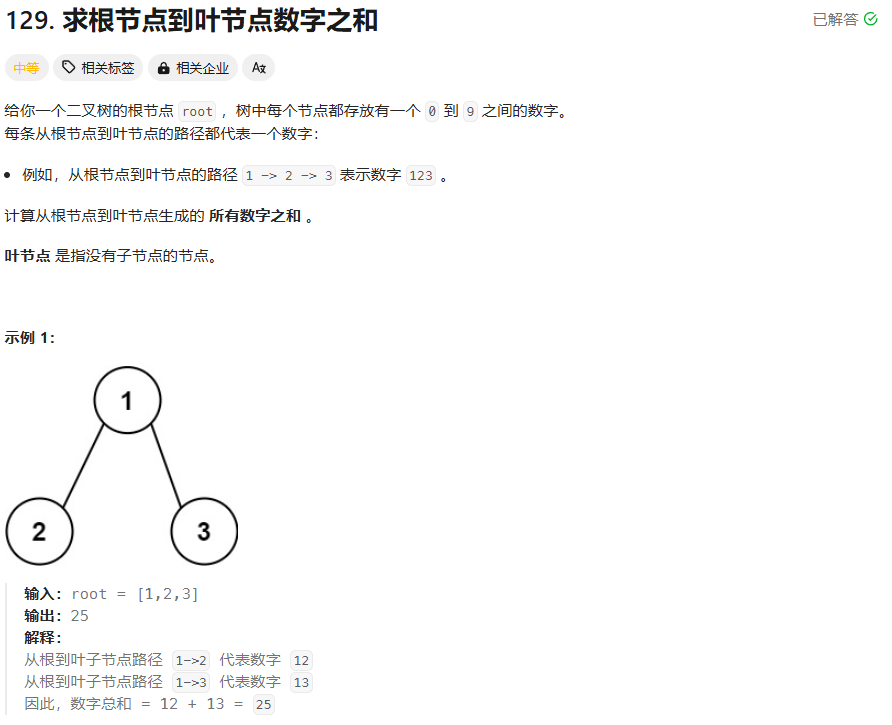 129. 求根节点到叶节点数字之和
已解答
中等 相关标签 相关企业 A文
给你一个二叉树的根节点 root ，树中每个节点都存放有一个 0 到 9 之间的数字。
每条从根节点到叶节点的路径都代表一个数字：
• 例如，从根节点到叶节点的路径 1 -> 2 -> 3 表示数字 123 。
计算从根节点到叶节点生成的 所有数字之和 。
叶节点 是指没有子节点的节点。
示例 1：
1
2
3
输入：root = [1,2,3]
输出：25
解释：
从根到叶子节点路径 1->2 代表数字 12
从根到叶子节点路径 1->3 代表数字 13
因此，数字总和 = 12 + 13 = 25